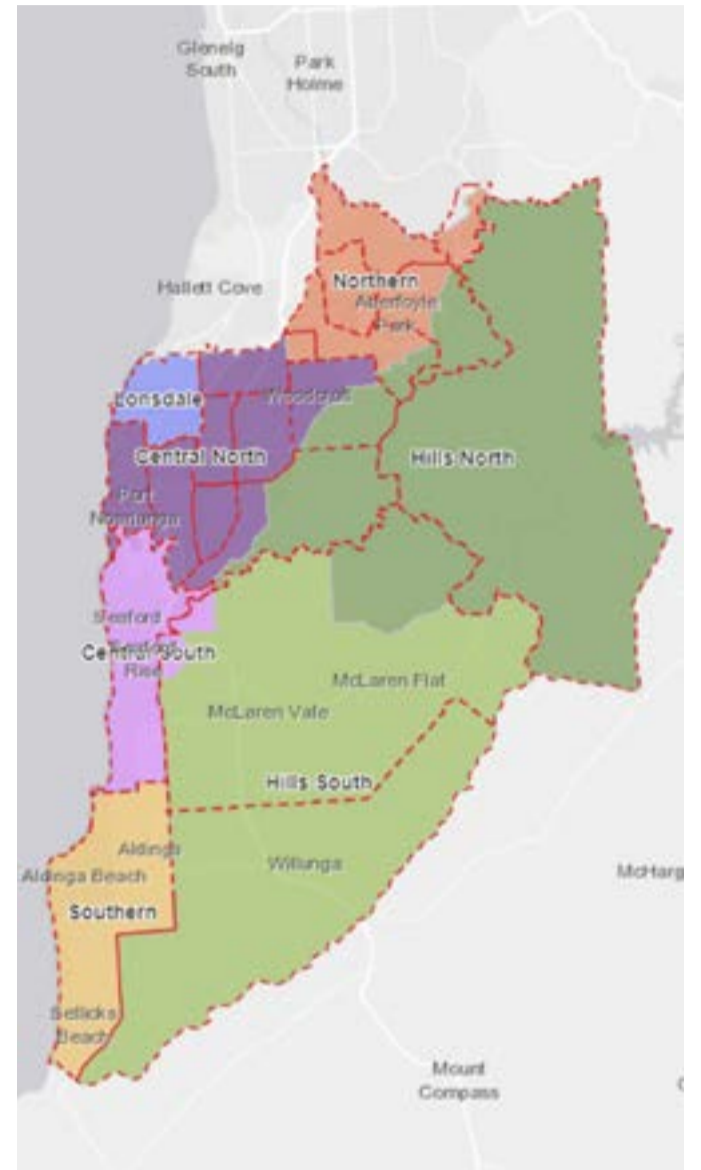 Glenelg
South
Park
Holme
Hallett Cove
Northern
Aberfoyle
Park
Lonsdale
Woodcroft
Central North
Hills North
Port
Noarlunga
Seaford
Central South
Seaford
Rise
McLaren Flat
McLaren Vale
Hills South
Aldinga
Willunga
Aldinga Beach
McHarg
Southern
Sellicks
Beach
Mount
Compass